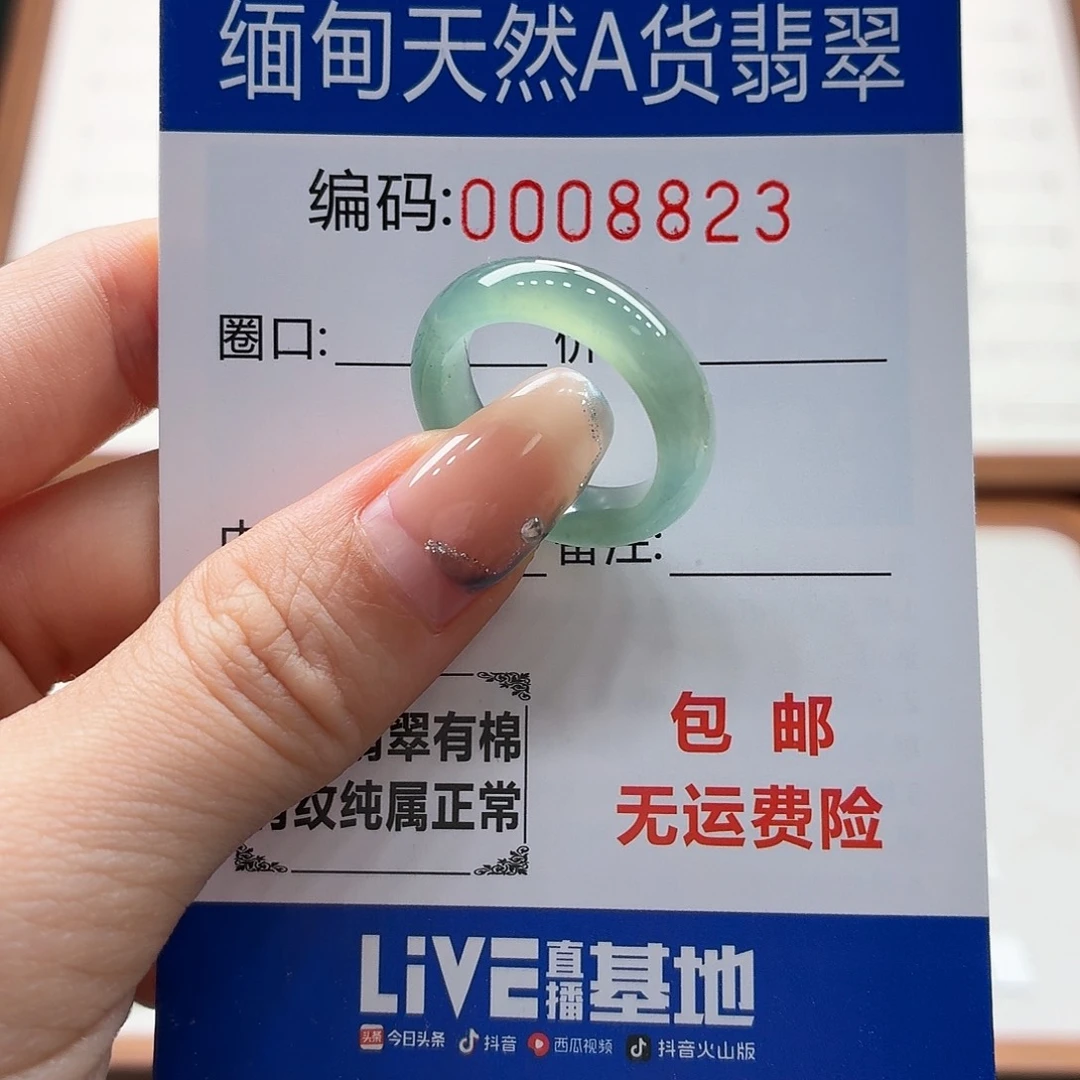 缅甸天然A货翡翠
编码:0008823
圈口:
备注:
翠有棉
纹纯属正常
包邮
无运费险
LiVE直播基地
今日头条 抖音 西瓜视频 抖音火山版